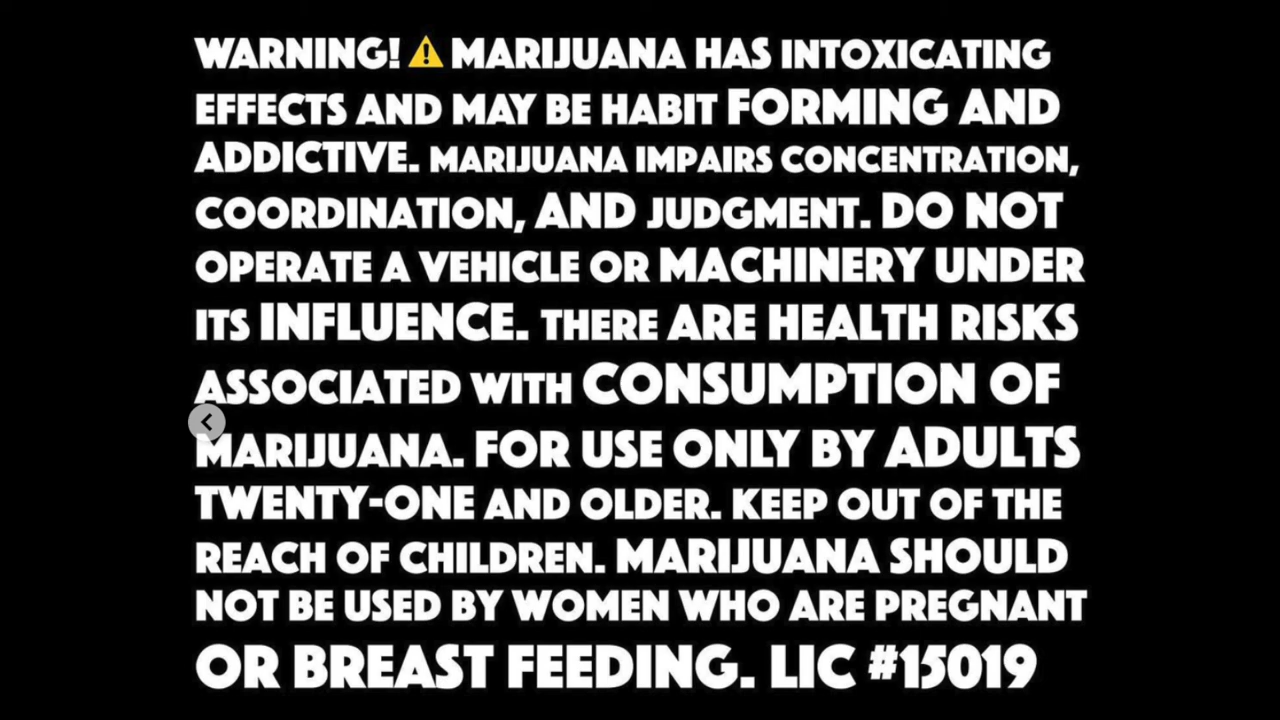 WARNING! ⚠ MARIJUANA HAS INTOXICATING
EFFECTS AND MAY BE HABIT FORMING AND
ADDICTIVE. MARIJUANA IMPAIRS CONCENTRATION,
COORDINATION, AND JUDGMENT. DO NOT
OPERATE A VEHICLE OR MACHINERY UNDER
ITS INFLUENCE. THERE ARE HEALTH RISKS
ASSOCIATED WITH CONSUMPTION OF
MARIJUANA. FOR USE ONLY BY ADULTS
TWENTY-ONE AND OLDER. KEEP OUT OF THE
REACH OF CHILDREN. MARIJUANA SHOULD
NOT BE USED BY WOMEN WHO ARE PREGNANT
OR BREAST FEEDING. LIC #15019